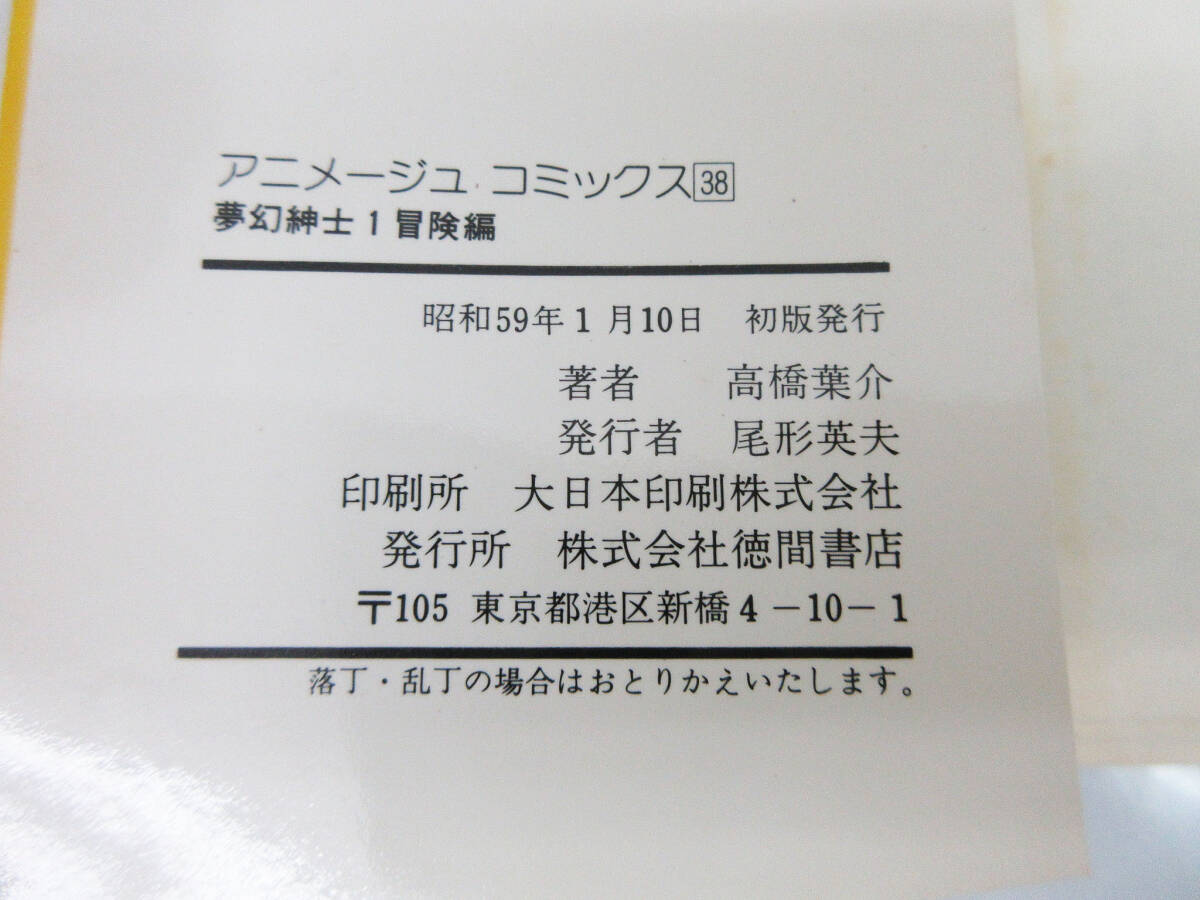 アニメージュ コミックス38
夢幻紳士1冒険編
昭和59年1月10日 初版発行
著者 高橋葉介
発行者 尾形英夫
印刷所 大日本印刷株式会社
発行所 株式会社徳間書店
〒105 東京都港区新橋4-10-1
落丁・乱丁の場合はおとりかえいたします。